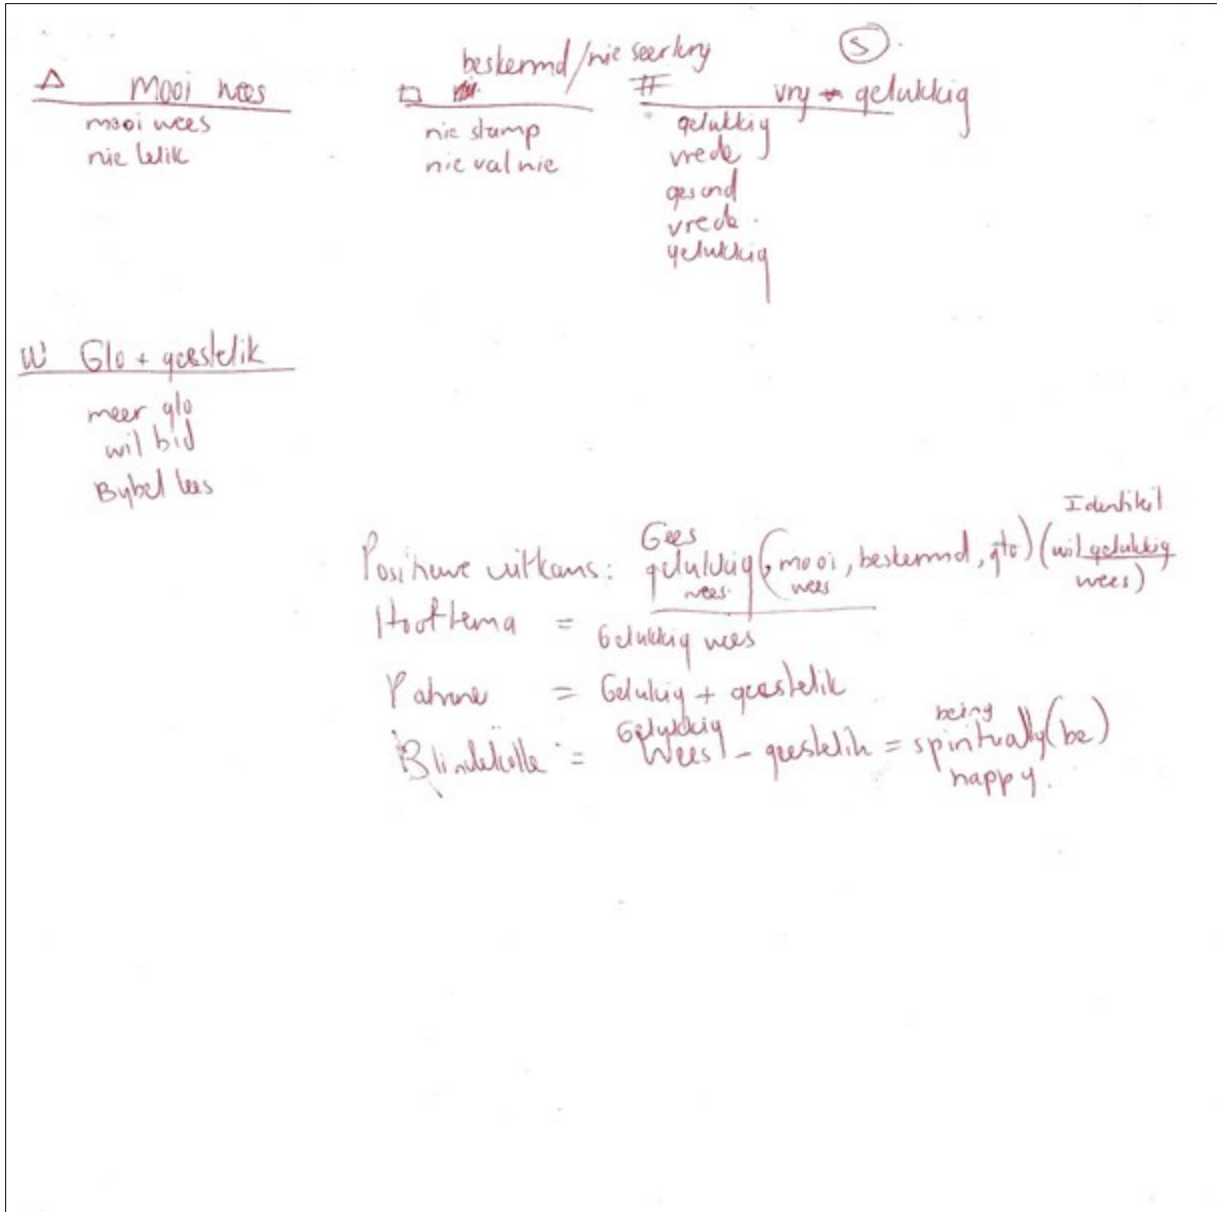 S
Δ Mooi wees
mooi wees
nie lelik
□ beskermd/nie seerkry
nie stamp
nie val nie
# vry + gelukkig
gelukkig
vrede
gesond
vrede
gelukkig
W Glo + geestelik
meer glo
wil bid
Bybel lees
Positiewe uitkoms: Gees gelukkig wees (mooi wees, beskermd, glo) (Identiteit wil gelukkig wees)
Hooftema = Gelukkig wees
Patrone = Gelukig + geestelik
Blindekolle = Gelukkig Wees - geestelik = being spiritually (be) happy.